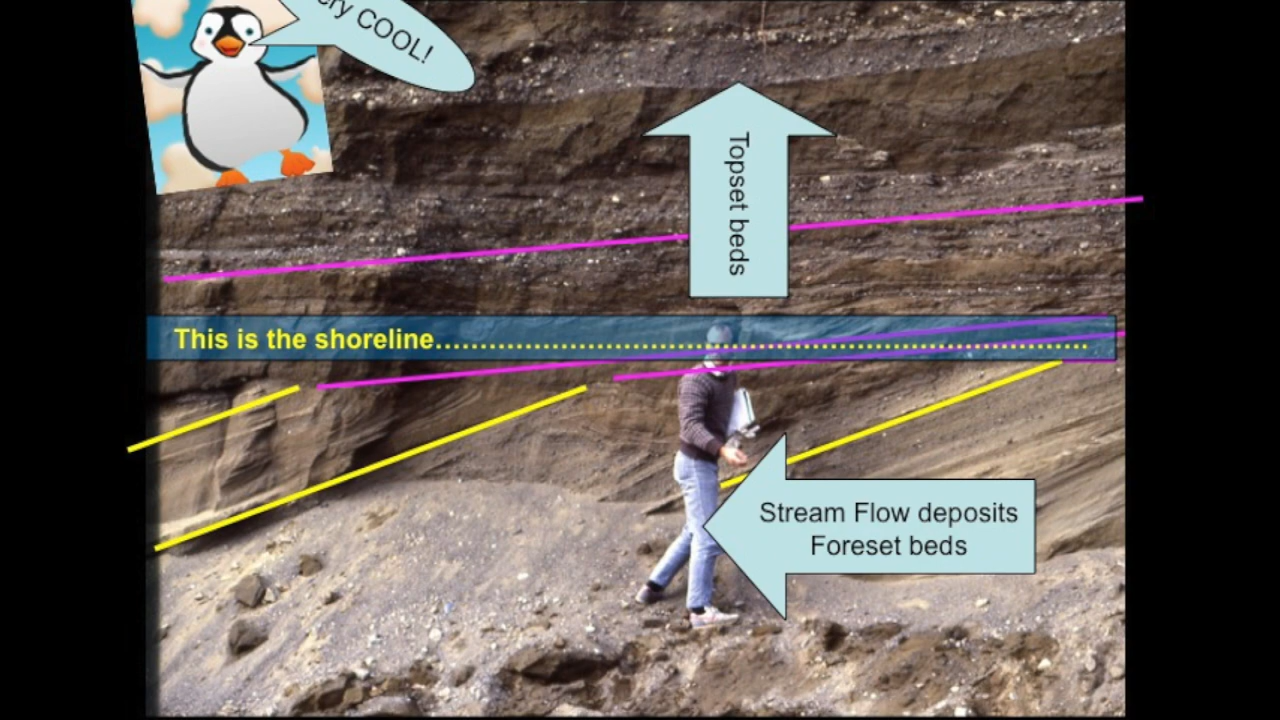 COOL!
Topset beds
This is the shoreline.................................................................................
Stream Flow deposits
Foreset beds